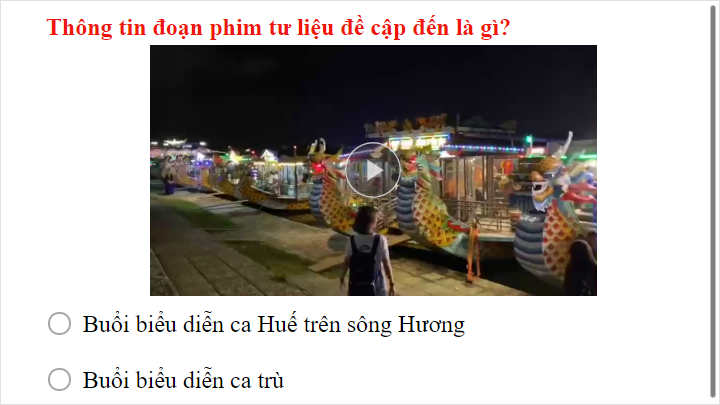 Thông tin đoạn phim tư liệu đề cập đến là gì?
Buổi biểu diễn ca Huế trên sông Hương
Buổi biểu diễn ca trù